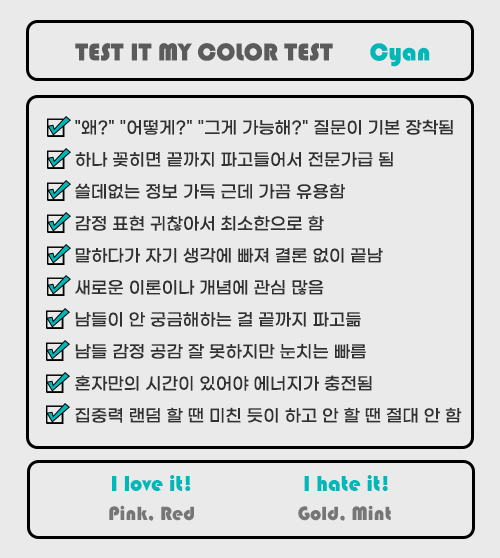 TEST IT MY COLOR TEST Cyan
"왜?" "어떻게?" "그게 가능해?" 질문이 기본 장착됨
하나 꽂히면 끝까지 파고들어서 전문가급 됨
쓸데없는 정보 가득 근데 가끔 유용함
감정 표현 귀찮아서 최소한으로 함
말하다가 자기 생각에 빠져 결론 없이 끝남
새로운 이론이나 개념에 관심 많음
남들이 안 궁금해하는 걸 끝까지 파고듦
남들 감정 공감 잘 못하지만 눈치는 빠름
혼자만의 시간이 있어야 에너지가 충전됨
집중력 랜덤 할 땐 미친 듯이 하고 안 할 땐 절대 안 함
I love it! I hate it!
Pink, Red Gold, Mint